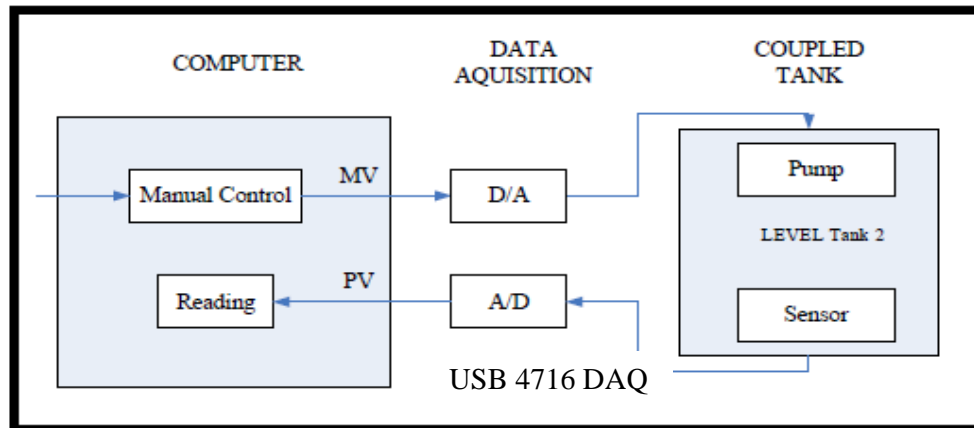 COMPUTER
DATA
AQUISITION
COUPLED
TANK
Manual Control
MV
D/A
Pump
LEVEL Tank 2
Reading
PV
A/D
Sensor
USB 4716 DAQ